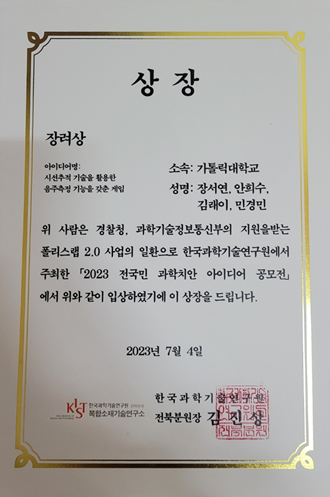 상 장
장려상
아이디어명:
시선추적 기술을 활용한
음주측정 기능을 갖춘 게임
소속: 가톨릭대학교
성명: 장서연, 안희수,
김래이, 민경민
위 사람은 경찰청, 과학기술정보통신부의 지원을받는
폴리스랩 2.0 사업의 일환으로 한국과학기술연구원에서
주최한 「2023 전국민 과학치안 아이디어 공모전」
에서 위와 같이 입상하였기에 이 상장을 드립니다.
2023년 7월 4일
KIST 한국과학기술연구원
복합소재기술연구소
한국과학기술연구원
전북분원장 김진상